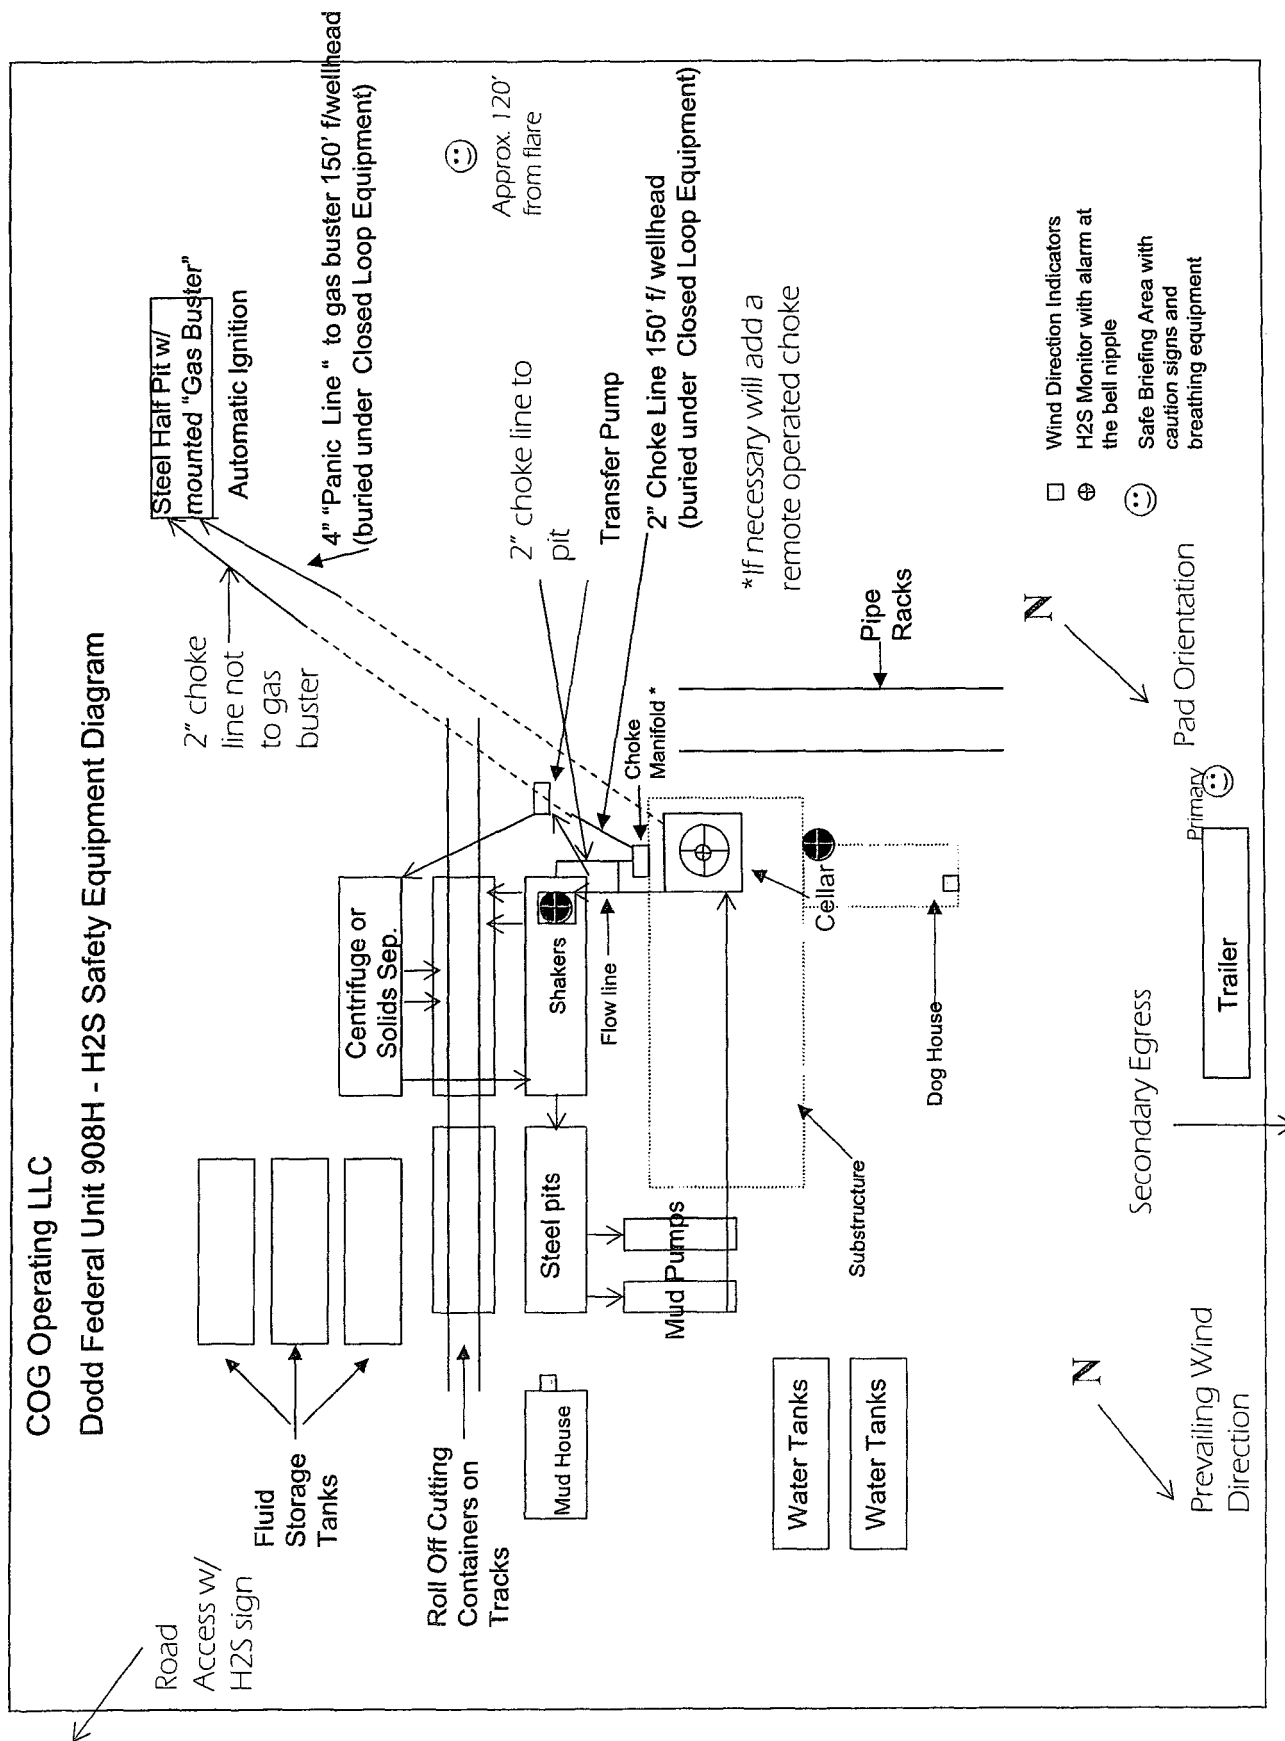 COG Operating LLC
Dodd Federal Unit 908H - H2S Safety Equipment Diagram
Road
Access w/
H2S sign
Fluid
Storage
Tanks
2" choke
line not
to gas
buster
Steel Half Pit w/
mounted "Gas Buster"
Automatic Ignition
4" "Panic Line" to gas buster 150' f/wellhead
(buried under Closed Loop Equipment)
Approx. 120'
from flare
Centrifuge or
Solids Sep.
Roll Off Cutting
Containers on
Tracks
Mud House
Steel pits
Shakers
2" choke line to
pit
Transfer Pump
2" Choke Line 150' f/ wellhead
(buried under Closed Loop Equipment)
Flow line
Choke
Manifold *
*If necessary will add a
remote operated choke
Mud Pumps
Cellar
Pipe
Racks
Water Tanks
Water Tanks
Substructure
Dog House
N
Prevailing Wind
Direction
Secondary Egress
Trailer
Primary
N
Pad Orientation
Wind Direction Indicators
H2S Monitor with alarm at
the bell nipple
Safe Briefing Area with
caution signs and
breathing equipment